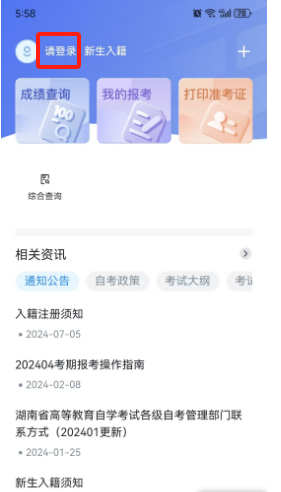 5:58
78
请登录 新生入籍
成绩查询 我的报考 打印准考证
100
综合查询
相关资讯
通知公告 自考政策 考试大纲 考试
入籍注册须知
2024-07-05
202404考期报考操作指南
2024-02-08
湖南省高等教育自学考试各级自考管理部门联
系方式（202401更新）
2024-01-25
新生入籍须知